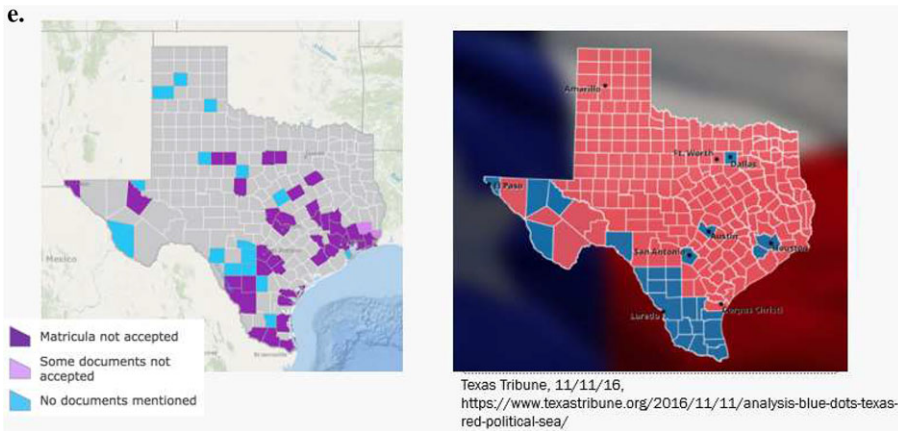 e.
Mexico
Matricula not accepted
Some documents not
accepted
No documents mentioned
Amarillo
Ft. Worth
Dallas
El Paso
Austin
Houston
San Antonio
Laredo
Corpus Christi
Texas Tribune, 11/11/16,
https://www.texastribune.org/2016/11/11/analysis-blue-dots-texas-
red-political-sea/